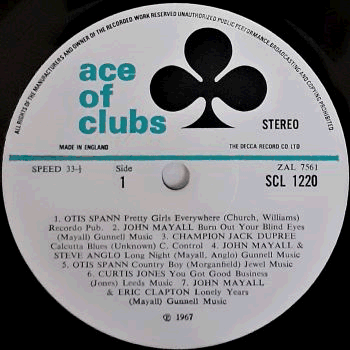 ALL RIGHTS OF THE MANUFACTURERS AND OWNER OF THE RECORDED WORK RESERVED UNAUTHORISED PUBLIC PERFORMANCE, BROADCASTING AND COPYING PROHIBITED
ace
of
clubs
STEREO
MADE IN ENGLAND THE DECCA RECORD CO LTD
SPEED 33⅓ Side ZAL 7561
1 SCL 1220
1. OTIS SPANN Pretty Girls Everywhere (Church, Williams)
Recordo Pub. 2. JOHN MAYALL Burn Out Your Blind Eyes
(Mayall) Gunnell Music 3. CHAMPION JACK DUPREE
Calcutta Blues (Unknown) C. Control 4. JOHN MAYALL &
STEVE ANGLO Long Night (Mayall, Anglo) Gunnell Music
5. OTIS SPANN Country Boy (Morganfield) Jewel Music
6. CURTIS JONES You Got Good Business
(Jones) Leeds Music 7. JOHN MAYALL
& ERIC CLAPTON Lonely Years
(Mayall) Gunnell Music
℗ 1967